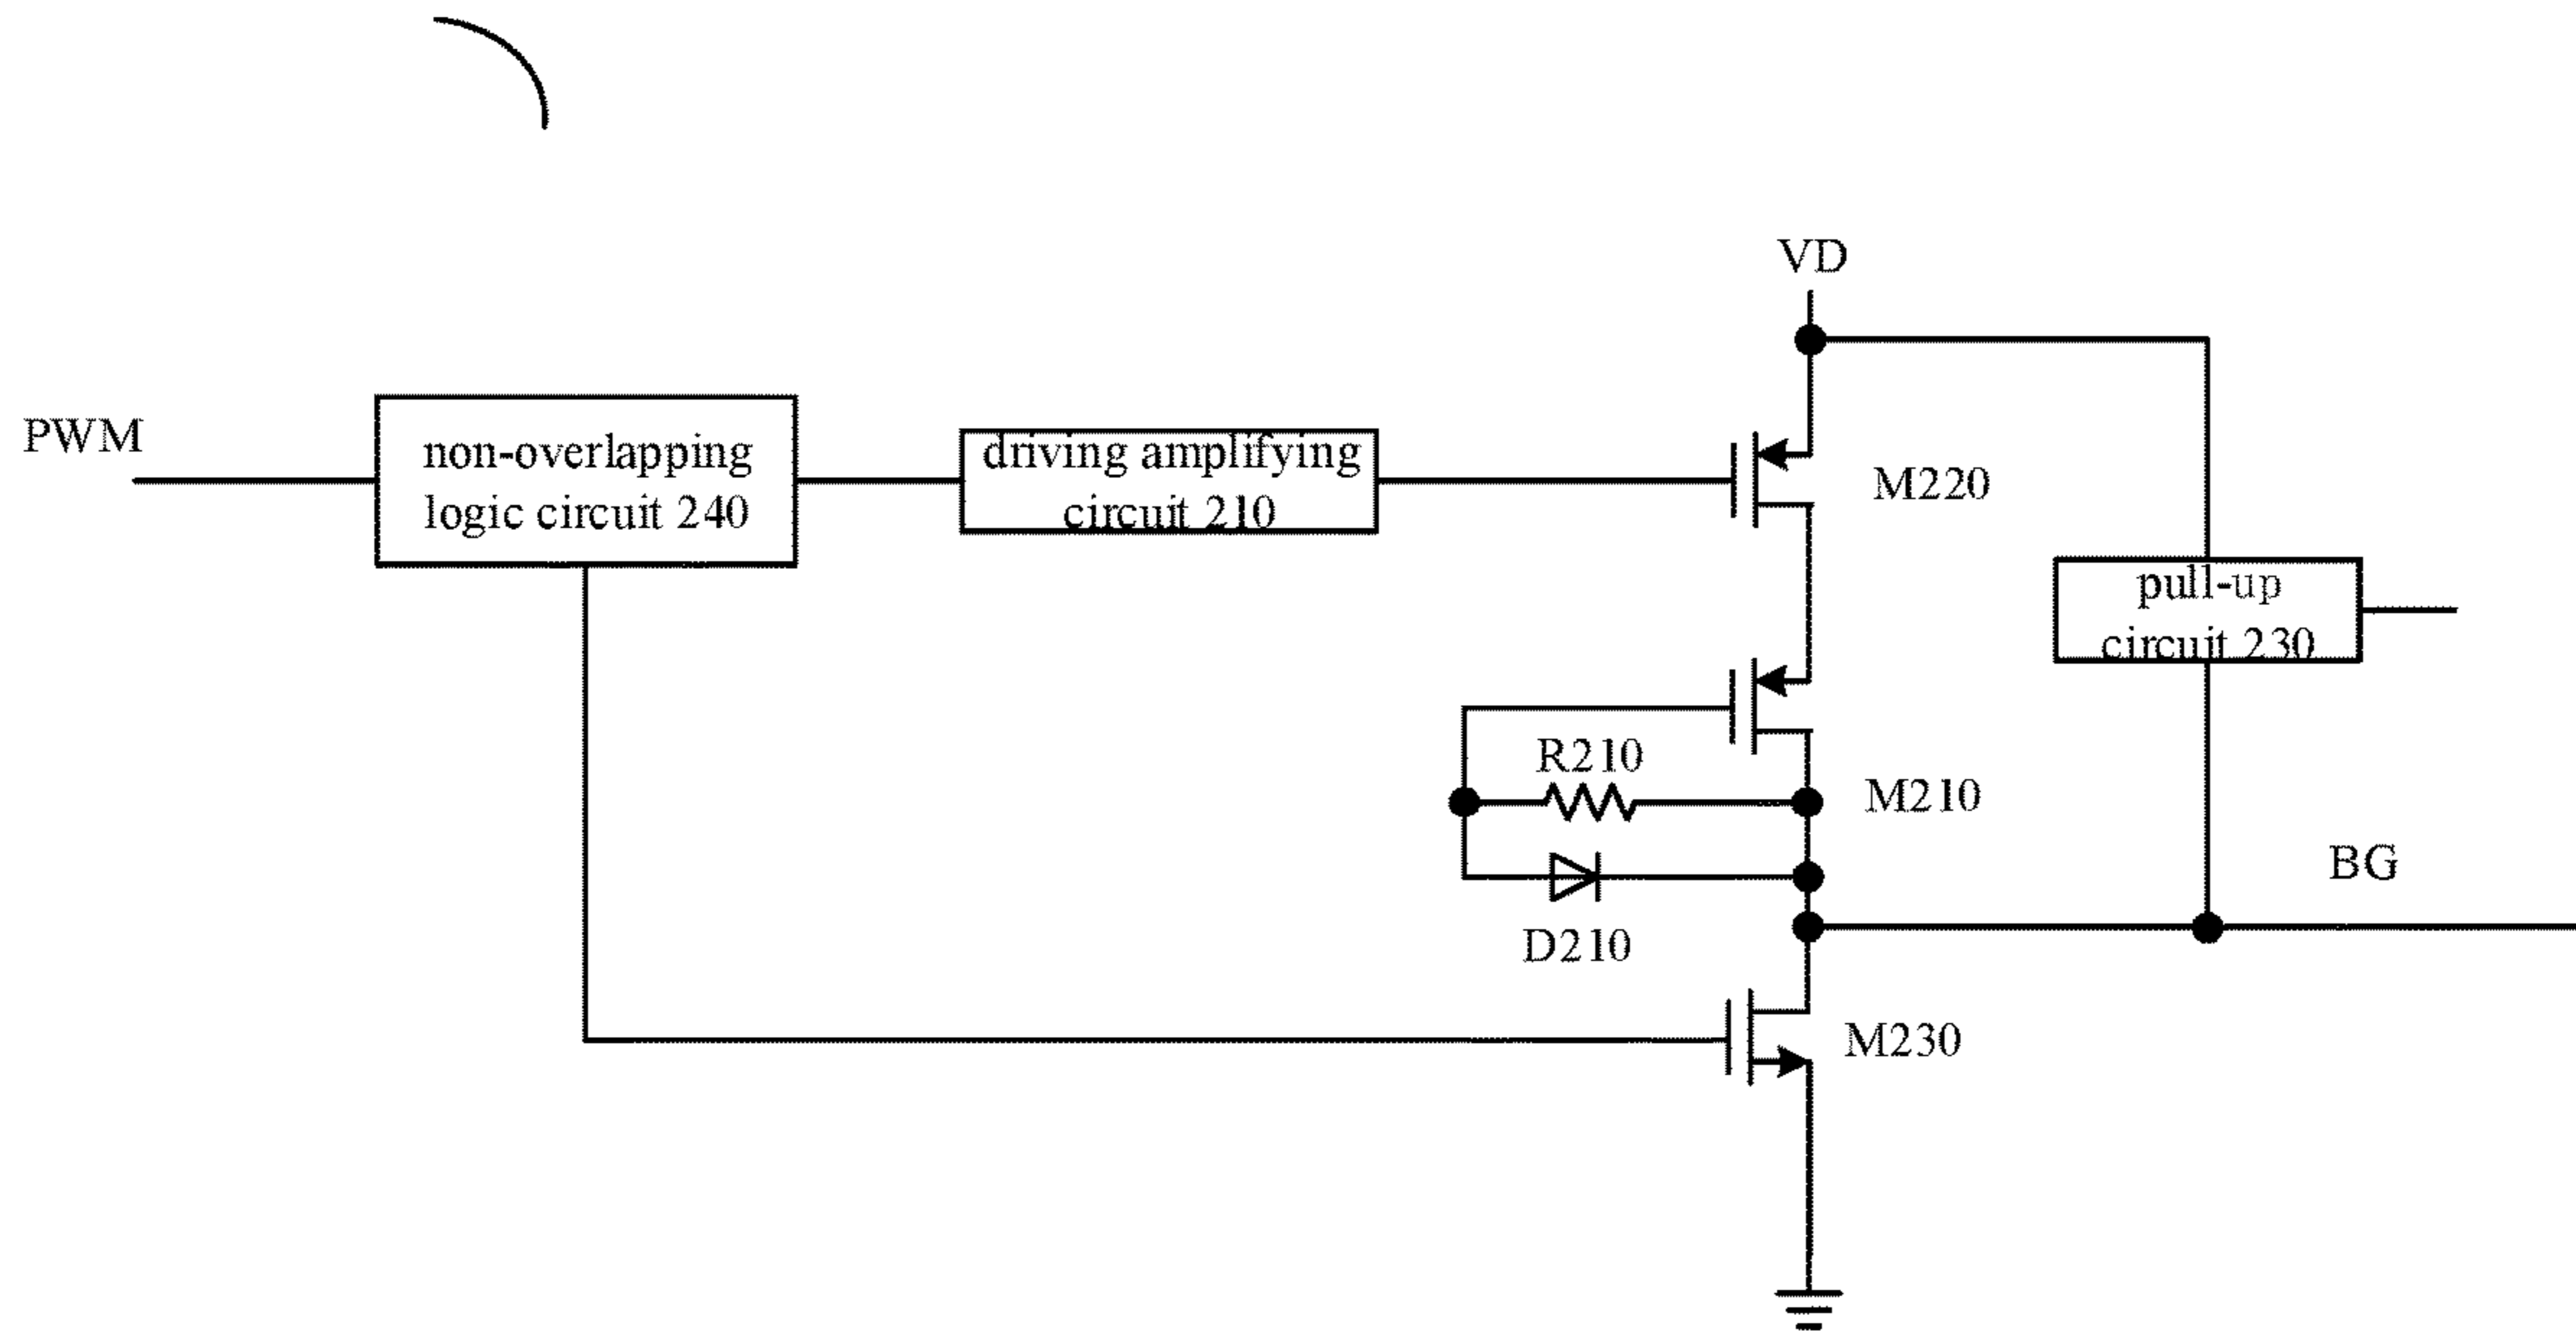 VD
PWM
non-overlapping
logic circuit 240
driving amplifying
circuit 210
M220
pull-up
circuit 230
R210
M210
BG
D210
M230